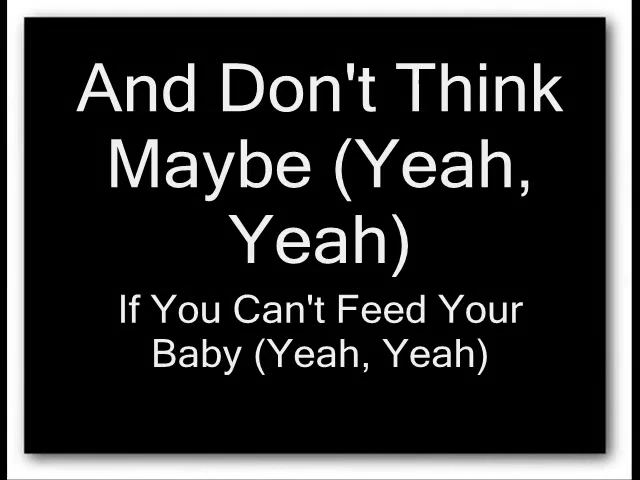 And Don't Think
Maybe (Yeah,
Yeah)
If You Can't Feed Your
Baby (Yeah, Yeah)